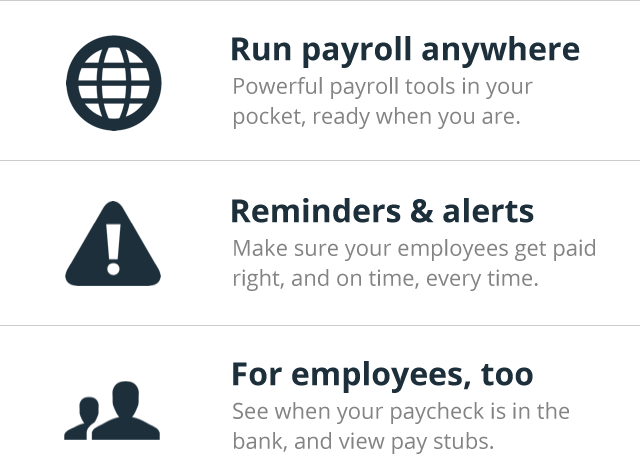 Run payroll anywhere
Powerful payroll tools in your
pocket, ready when you are.
Reminders & alerts
Make sure your employees get paid
right, and on time, every time.
For employees, too
See when your paycheck is in the
bank, and view pay stubs.